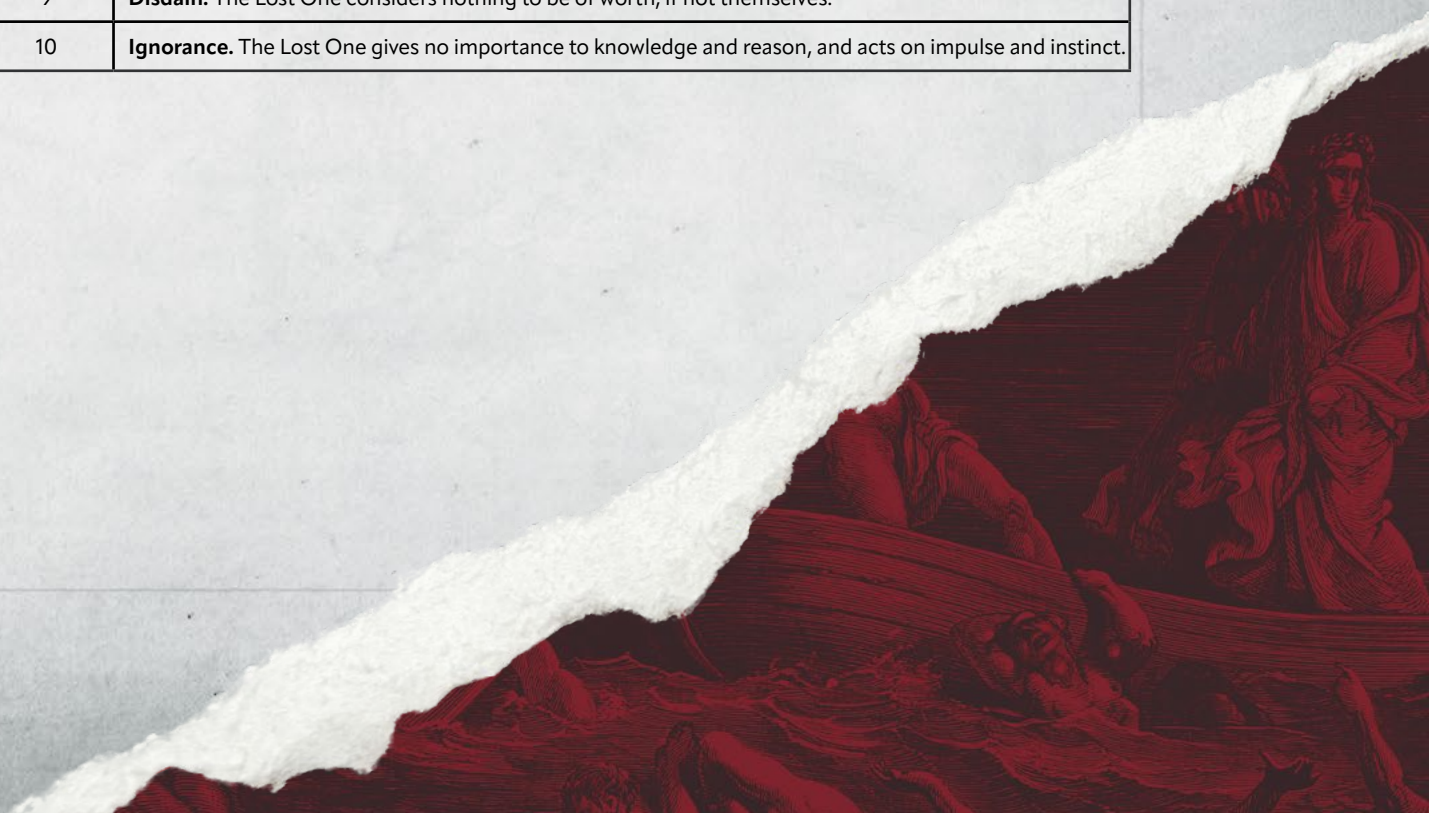 9 Disdain. The Lost One considers nothing to be of worth, if not themselves.
10 Ignorance. The Lost One gives no importance to knowledge and reason, and acts on impulse and instinct.